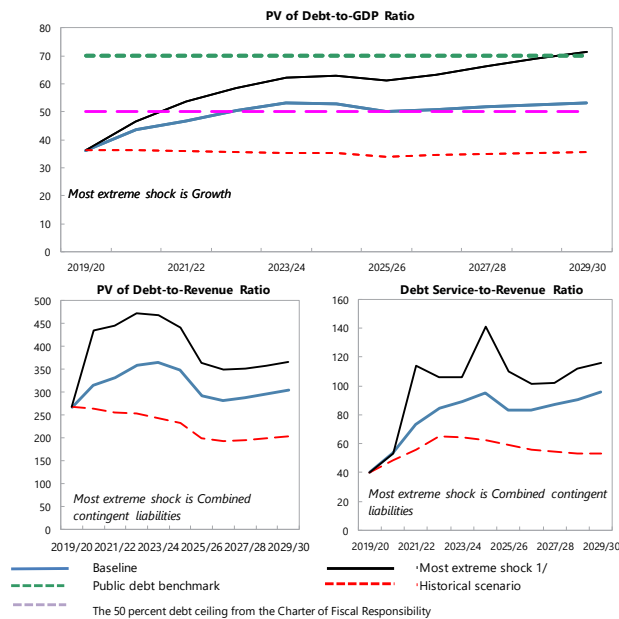 PV of Debt-to-GDP Ratio
80
70
60
50
40
30
20
10
0
Most extreme shock is Growth
2019/20 2021/22 2023/24 2025/26 2027/28 2029/30
PV of Debt-to-Revenue Ratio
500
450
400
350
300
250
200
150
100
50
0
Most extreme shock is Combined
contingent liabilities
2019/20 2021/22 2023/24 2025/26 2027/28 2029/30
Debt Service-to-Revenue Ratio
160
140
120
100
80
60
40
20
0
Most extreme shock is Combined contingent
liabilities
2019/20 2021/22 2023/24 2025/26 2027/28 2029/30
Baseline
Most extreme shock 1/
Public debt benchmark
Historical scenario
The 50 percent debt ceiling from the Charter of Fiscal Responsibility